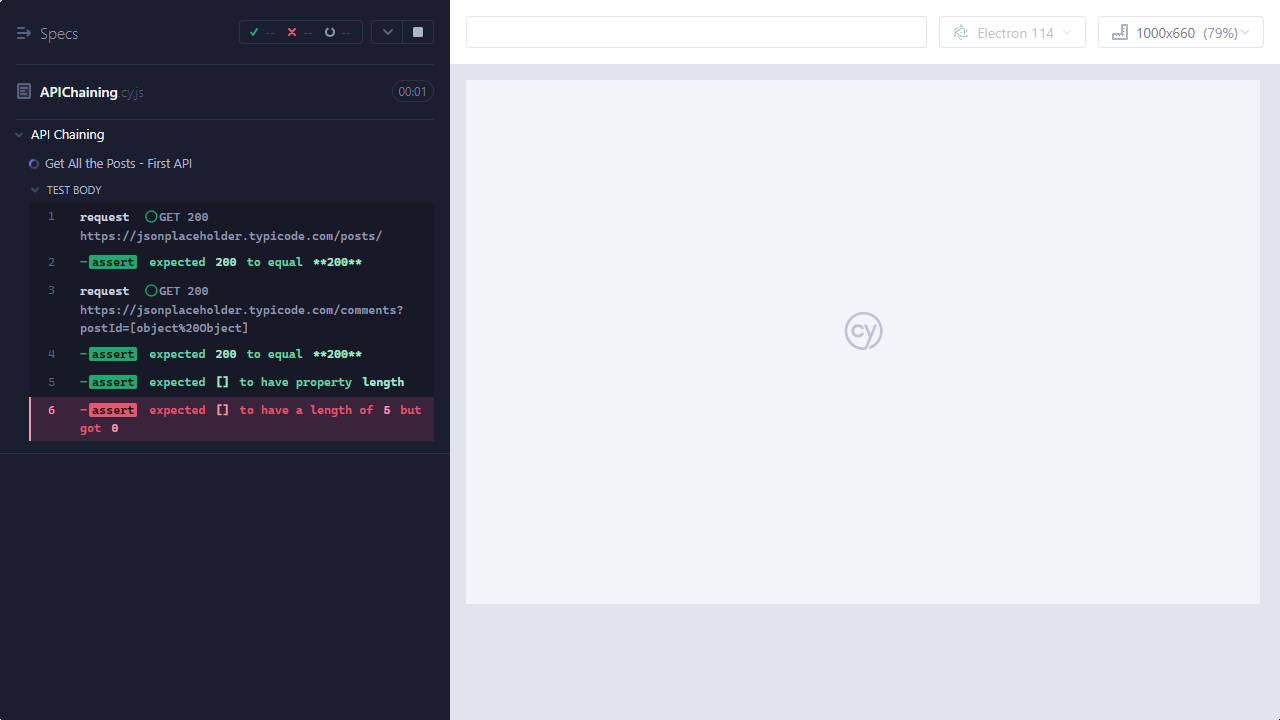 Specs
-- -- --
APIChaining.cy.js
00:01
API Chaining
Get All the Posts - First API
TEST BODY
1 request GET 200
https://jsonplaceholder.typicode.com/posts/
2 -assert expected 200 to equal **200**
3 request GET 200
https://jsonplaceholder.typicode.com/comments?
postId=[object%20Object]
4 -assert expected 200 to equal **200**
5 -assert expected [] to have property length
6 -assert expected [] to have a length of 5 but
got 0
Electron 114
1000x660 (79%)
cy